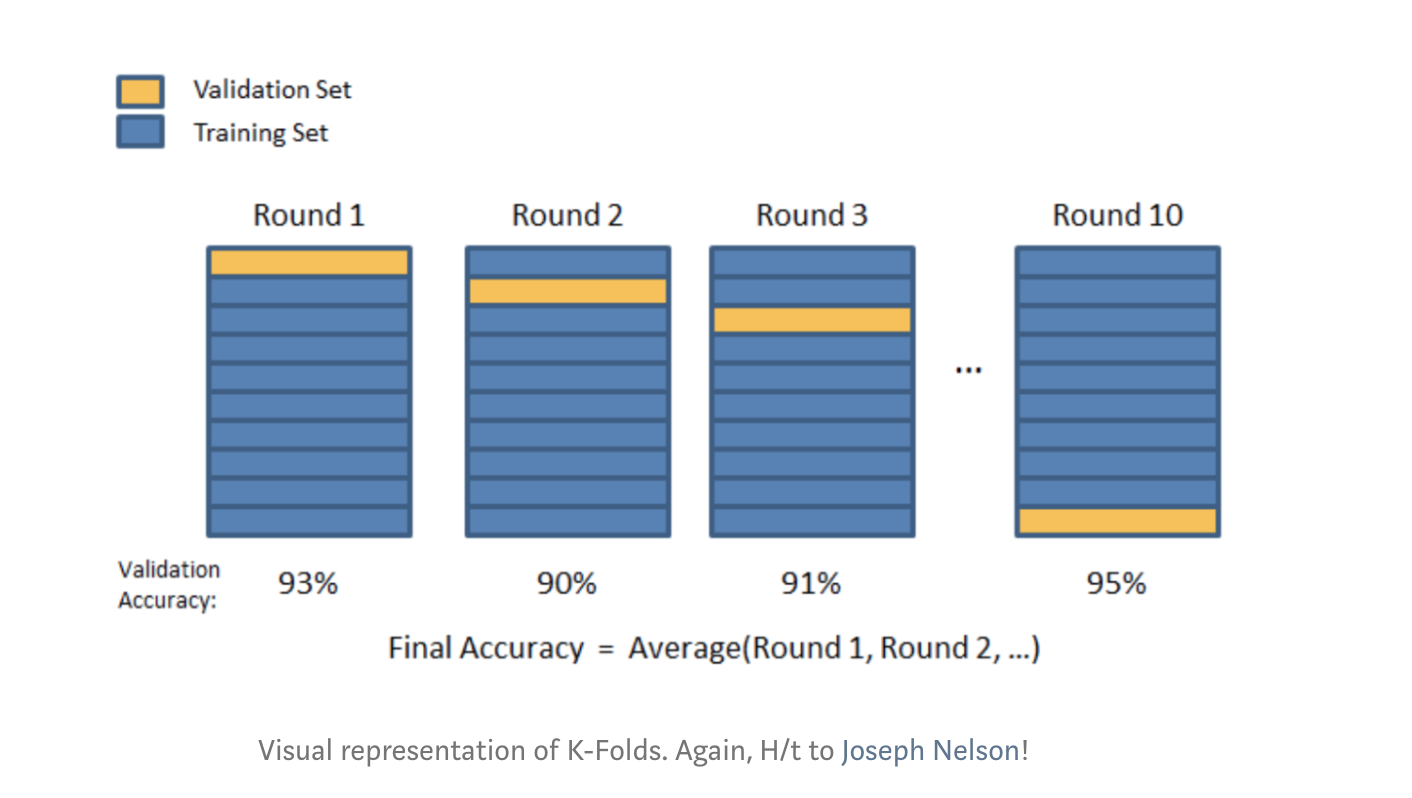 Validation Set
Training Set
Round 1
Round 2
Round 3
Round 10
...
Validation
Accuracy:
93%
90%
91%
95%
Final Accuracy = Average(Round 1, Round 2, ...)
Visual representation of K-Folds. Again, H/t to Joseph Nelson!